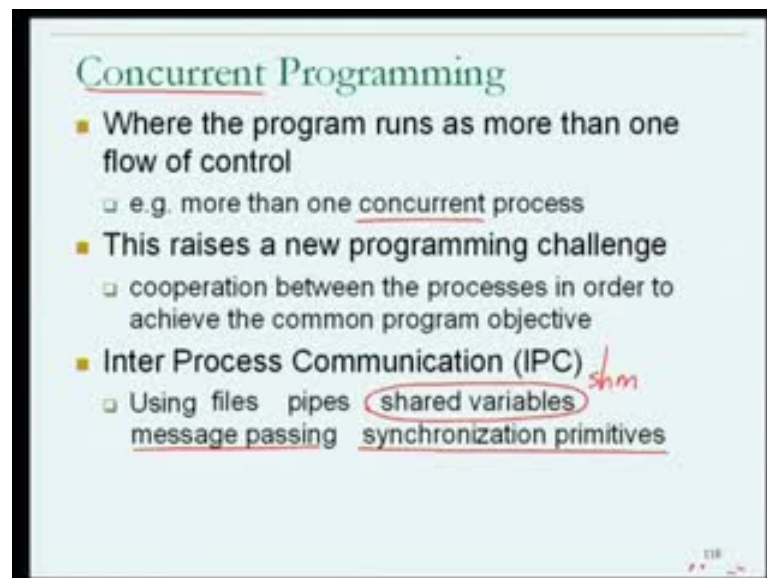 Concurrent Programming
Where the program runs as more than one
flow of control
e.g. more than one concurrent process
This raises a new programming challenge
cooperation between the processes in order to
achieve the common program objective
Inter Process Communication (IPC)
shm
Using files pipes shared variables
message passing synchronization primitives